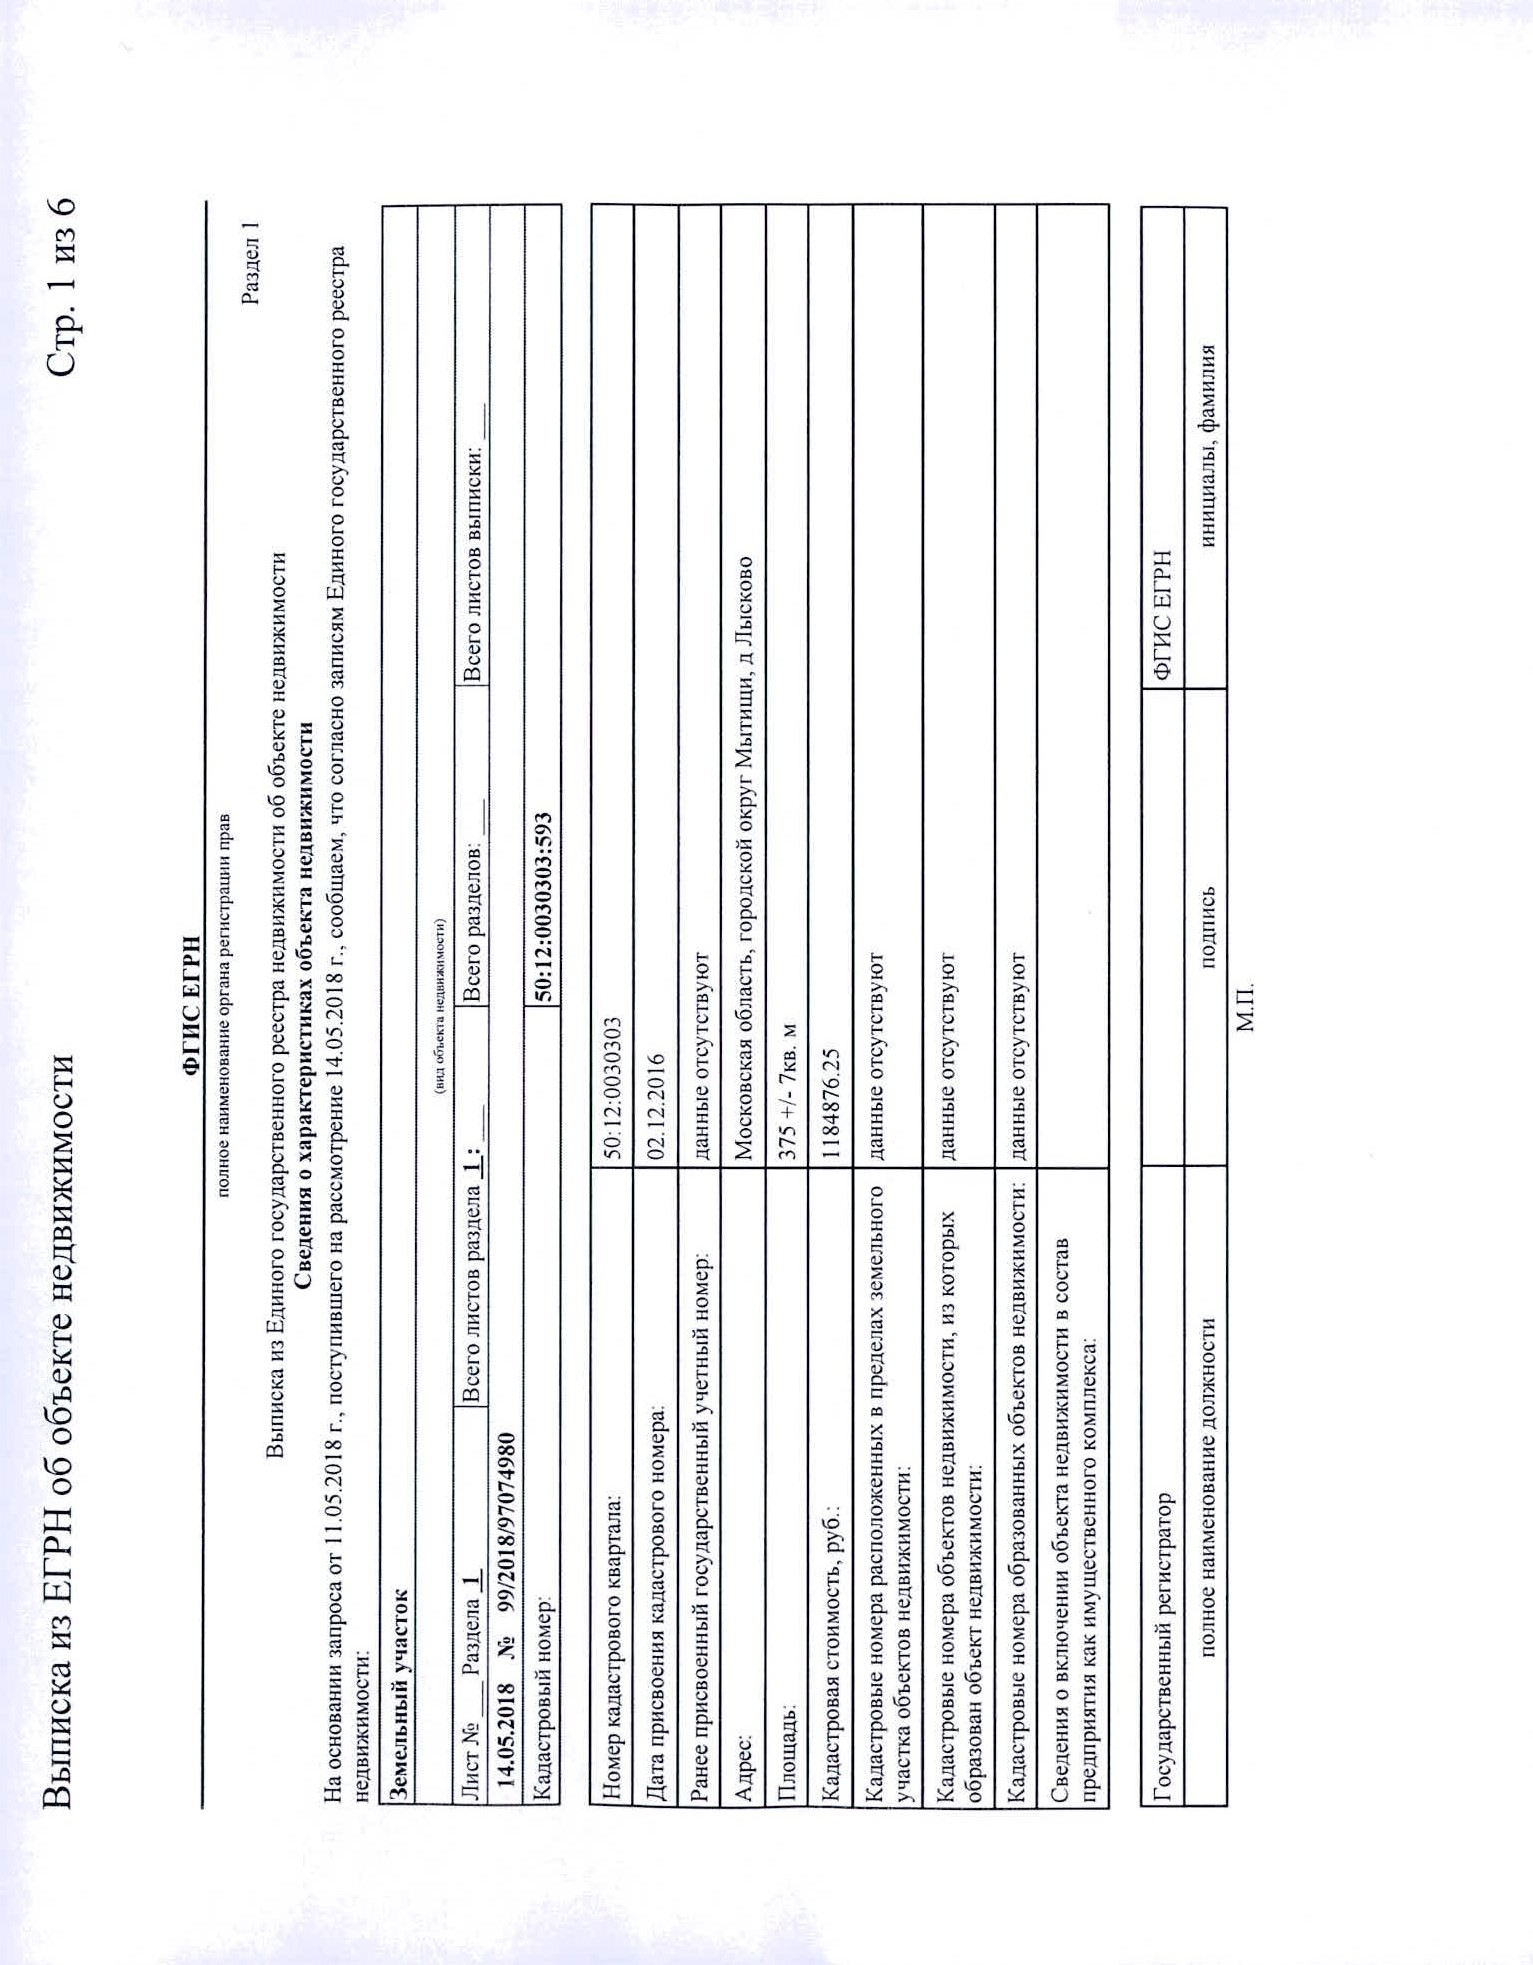 Выписка из ЕГРН об объекте недвижимости Стр. 1 из 6
ФГИС ЕГРН
полное наименование органа регистрации прав
Раздел 1
Выписка из Единого государственного реестра недвижимости об объекте недвижимости
Сведения о характеристиках объекта недвижимости
На основании запроса от 11.05.2018 г., поступившего на рассмотрение 14.05.2018 г., сообщаем, что согласно записям Единого государственного реестра
недвижимости:
Земельный участок
(вид объекта недвижимости)
Лист № ___ Раздела 1 Всего листов раздела 1: ___ Всего разделов: ___ Всего листов выписки: ___
14.05.2018 № 99/2018/97074980
Кадастровый номер: 50:12:0030303:593
Номер кадастрового квартала: 50:12:0030303
Дата присвоения кадастрового номера: 02.12.2016
Ранее присвоенный государственный учетный номер: данные отсутствуют
Адрес: Московская область, городской округ Мытищи, д Лысково
Площадь: 375 +/- 7кв. м
Кадастровая стоимость, руб.: 1184876.25
Кадастровые номера расположенных в пределах земельного данные отсутствуют
участка объектов недвижимости:
Кадастровые номера объектов недвижимости, из которых данные отсутствуют
образован объект недвижимости:
Кадастровые номера образованных объектов недвижимости: данные отсутствуют
Сведения о включении объекта недвижимости в состав
предприятия как имущественного комплекса:
Государственный регистратор ФГИС ЕГРН
полное наименование должности подпись инициалы, фамилия
М.П.